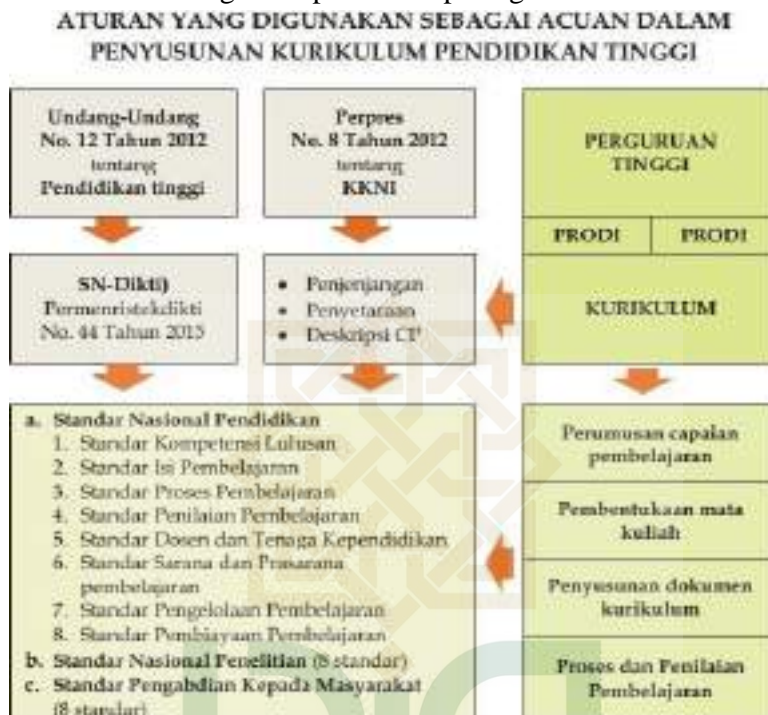 ATURAN YANG DIGUNAKAN SEBAGAI ACUAN DALAM
PENYUSUNAN KURIKULUM PENDIDIKAN TINGGI
Undang-Undang
No. 12 Tahun 2012
tentang
Pendidikan tinggi
Perpres
No. 8 Tahun 2012
tentang
KKNI
PERGURUAN
TINGGI
PRODI
PRODI
SN-Dikti)
Permenristekdikti
No. 44 Tahun 2015
• Penjenjangan
• Penyetaraan
• Deskripsi CP
KURIKULUM
a. Standar Nasional Pendidikan
1. Standar Kompetensi Lulusan
2. Standar Isi Pembelajaran
3. Standar Proses Pembelajaran
4. Standar Penilaian Pembelajaran
5. Standar Dosen dan Tenaga Kependidikan
6. Standar Sarana dan Prasarana
pembelajaran
7. Standar Pengelolaan Pembelajaran
8. Standar Pembiayaan Pembelajaran
b. Standar Nasional Penelitian (8 standar)
c. Standar Pengabdian Kepada Masyarakat
(8 standar)
Perumusan capaian
pembelajaran
Pembentukaan mata
kuliah
Penyusunan dokumen
kurikulum
Proses dan Penilaian
Pembelajaran